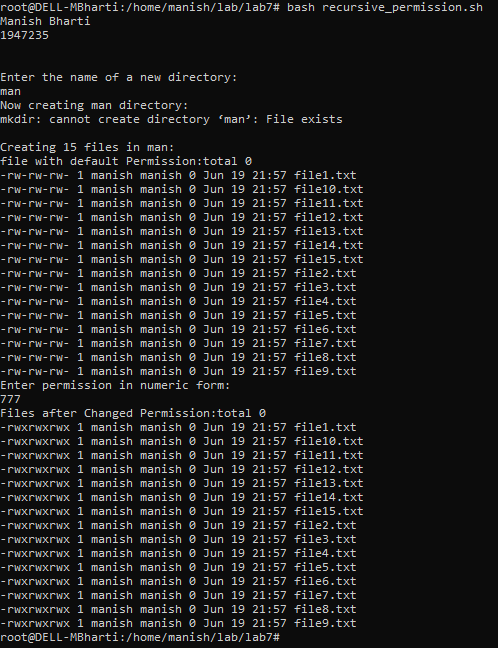 root@DELL-MBharti:/home/manish/lab/lab7# bash recursive_permission.sh
Manish Bharti
1947235
Enter the name of a new directory:
man
Now creating man directory:
mkdir: cannot create directory ‘man’: File exists
Creating 15 files in man:
file with default Permission:total 0
-rw-rw-rw- 1 manish manish 0 Jun 19 21:57 file1.txt
-rw-rw-rw- 1 manish manish 0 Jun 19 21:57 file10.txt
-rw-rw-rw- 1 manish manish 0 Jun 19 21:57 file11.txt
-rw-rw-rw- 1 manish manish 0 Jun 19 21:57 file12.txt
-rw-rw-rw- 1 manish manish 0 Jun 19 21:57 file13.txt
-rw-rw-rw- 1 manish manish 0 Jun 19 21:57 file14.txt
-rw-rw-rw- 1 manish manish 0 Jun 19 21:57 file15.txt
-rw-rw-rw- 1 manish manish 0 Jun 19 21:57 file2.txt
-rw-rw-rw- 1 manish manish 0 Jun 19 21:57 file3.txt
-rw-rw-rw- 1 manish manish 0 Jun 19 21:57 file4.txt
-rw-rw-rw- 1 manish manish 0 Jun 19 21:57 file5.txt
-rw-rw-rw- 1 manish manish 0 Jun 19 21:57 file6.txt
-rw-rw-rw- 1 manish manish 0 Jun 19 21:57 file7.txt
-rw-rw-rw- 1 manish manish 0 Jun 19 21:57 file8.txt
-rw-rw-rw- 1 manish manish 0 Jun 19 21:57 file9.txt
Enter permission in numeric form:
777
Files after Changed Permission:total 0
-rwxrwxrwx 1 manish manish 0 Jun 19 21:57 file1.txt
-rwxrwxrwx 1 manish manish 0 Jun 19 21:57 file10.txt
-rwxrwxrwx 1 manish manish 0 Jun 19 21:57 file11.txt
-rwxrwxrwx 1 manish manish 0 Jun 19 21:57 file12.txt
-rwxrwxrwx 1 manish manish 0 Jun 19 21:57 file13.txt
-rwxrwxrwx 1 manish manish 0 Jun 19 21:57 file14.txt
-rwxrwxrwx 1 manish manish 0 Jun 19 21:57 file15.txt
-rwxrwxrwx 1 manish manish 0 Jun 19 21:57 file2.txt
-rwxrwxrwx 1 manish manish 0 Jun 19 21:57 file3.txt
-rwxrwxrwx 1 manish manish 0 Jun 19 21:57 file4.txt
-rwxrwxrwx 1 manish manish 0 Jun 19 21:57 file5.txt
-rwxrwxrwx 1 manish manish 0 Jun 19 21:57 file6.txt
-rwxrwxrwx 1 manish manish 0 Jun 19 21:57 file7.txt
-rwxrwxrwx 1 manish manish 0 Jun 19 21:57 file8.txt
-rwxrwxrwx 1 manish manish 0 Jun 19 21:57 file9.txt
root@DELL-MBharti:/home/manish/lab/lab7#